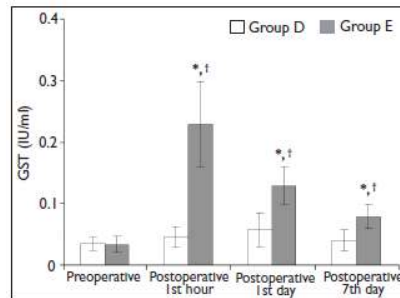 Group D Group E
0.4
0.3
0.2
0.1
0
GST (IU/ml)
*,†
*,†
*,†
Preoperative
Postoperative
1st hour
Postoperative
1st day
Postoperative
7th day